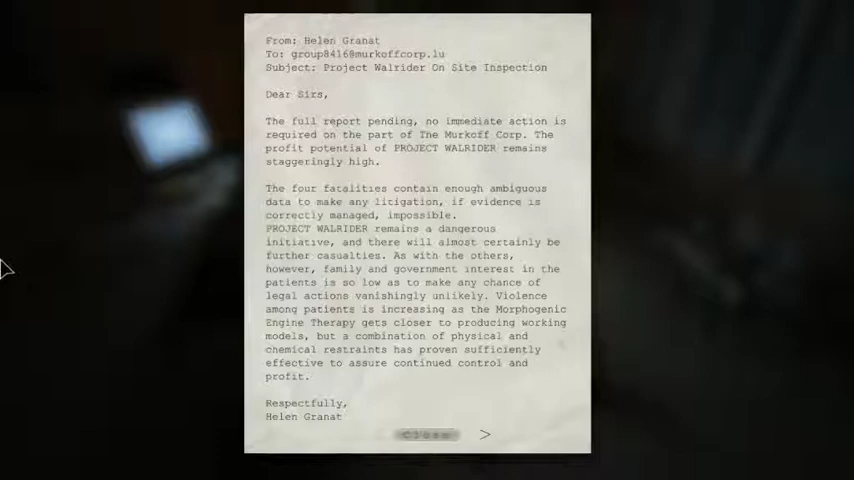 From: Helen Granat
To: group8416@murkoffcorp.lu
Subject: Project Walrider On Site Inspection
Dear Sirs,
The full report pending, no immediate action is
required on the part of The Murkoff Corp. The
profit potential of PROJECT WALRIDER remains
staggeringly high.
The four fatalities contain enough ambiguous
data to make any litigation, if evidence is
correctly managed, impossible.
PROJECT WALRIDER remains a dangerous
initiative, and there will almost certainly be
further casualties. As with the others,
however, family and government interest in the
patients is so low as to make any chance of
legal actions vanishingly unlikely. Violence
among patients is increasing as the Morphogenic
Engine Therapy gets closer to producing working
models, but a combination of physical and
chemical restraints has proven sufficiently
effective to assure continued control and
profit.
Respectfully,
Helen Granat
Close >